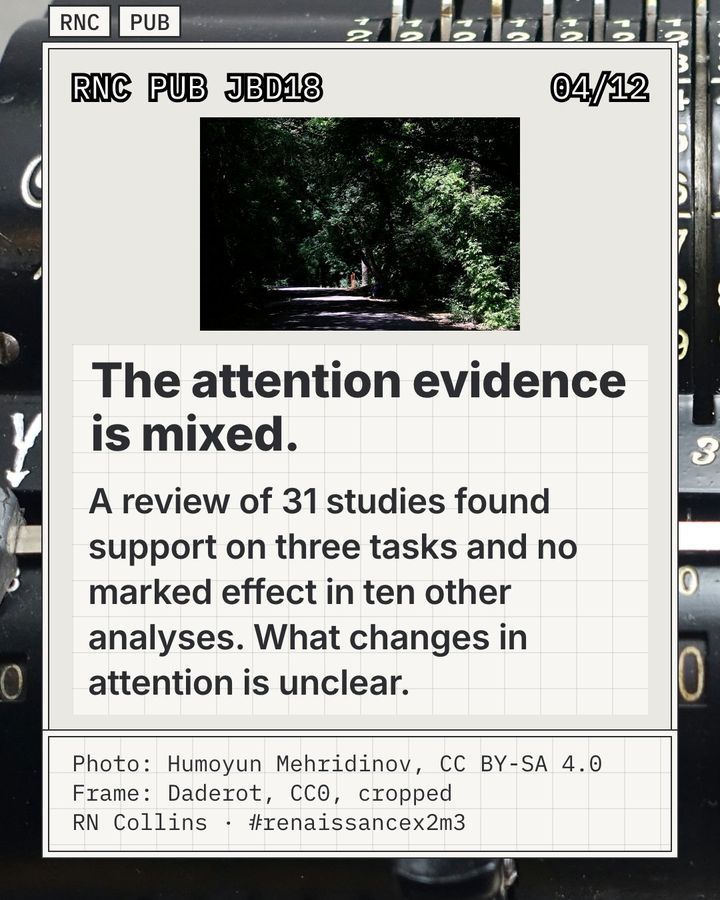 RNC PUB
RNC PUB JBD18 04/12
The attention evidence
is mixed.
A review of 31 studies found
support on three tasks and no
marked effect in ten other
analyses. What changes in
attention is unclear.
Photo: Humoyun Mehridinov, CC BY-SA 4.0
Frame: Daderot, CC0, cropped
RN Collins · #renaissancex2m3